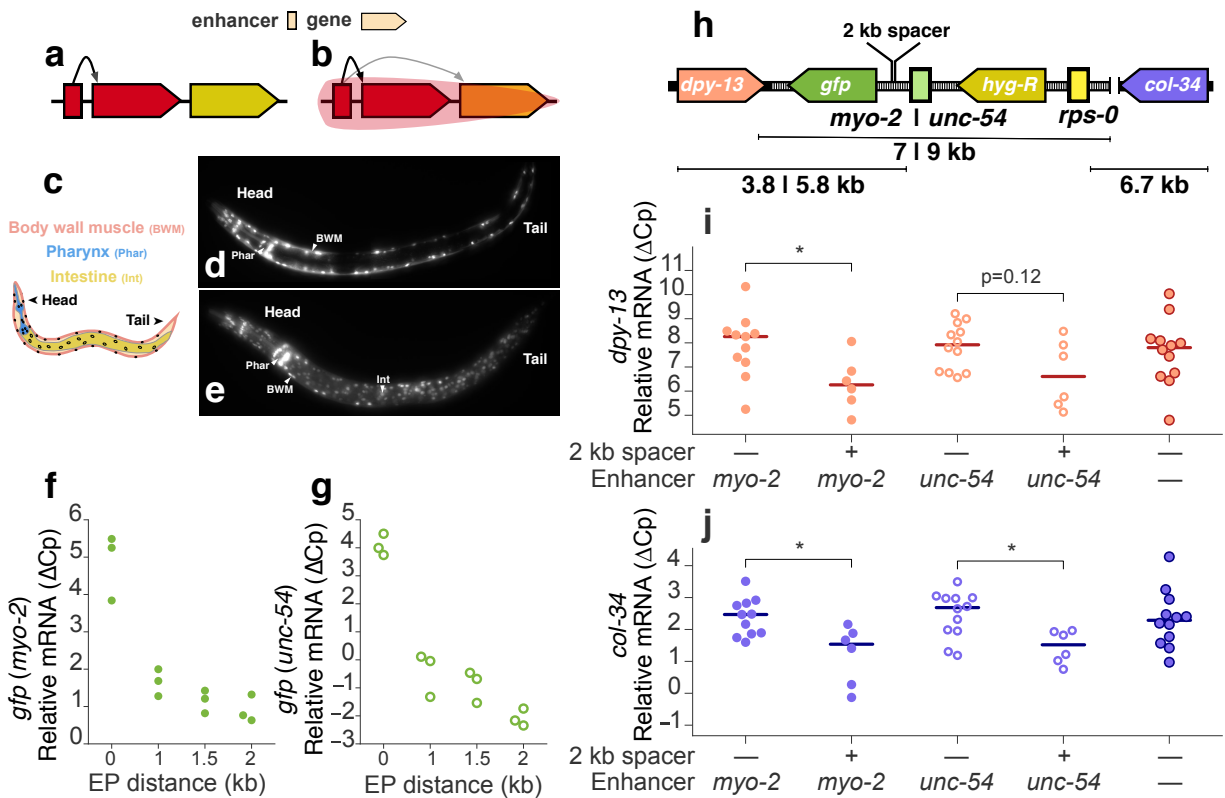 enhancer gene
a
b
c
Body wall muscle (BWM)
Pharynx (Phar)
Intestine (Int)
Head
Tail
Head
BWM
Phar
Tail
d
Head
Phar
BWM
Int
Tail
e
f
gfp (myo-2)
Relative mRNA (ΔCp)
6
5
4
3
2
1
0
0 1 1.5 2
EP distance (kb)
g
gfp (unc-54)
Relative mRNA (ΔCp)
5
4
3
2
1
0
−1
−2
−3
0 1 1.5 2
EP distance (kb)
h
2 kb spacer
dpy-13 gfp hyg-R col-34
myo-2 | unc-54 rps-0
7 | 9 kb
3.8 | 5.8 kb 6.7 kb
i
dpy-13
Relative mRNA (ΔCp)
11
10
9
8
7
6
5
* p=0.12
2 kb spacer — + — + —
Enhancer myo-2 myo-2 unc-54 unc-54 —
j
col-34
Relative mRNA (ΔCp)
4
3
2
1
0
−1
* *
2 kb spacer — + — + —
Enhancer myo-2 myo-2 unc-54 unc-54 —